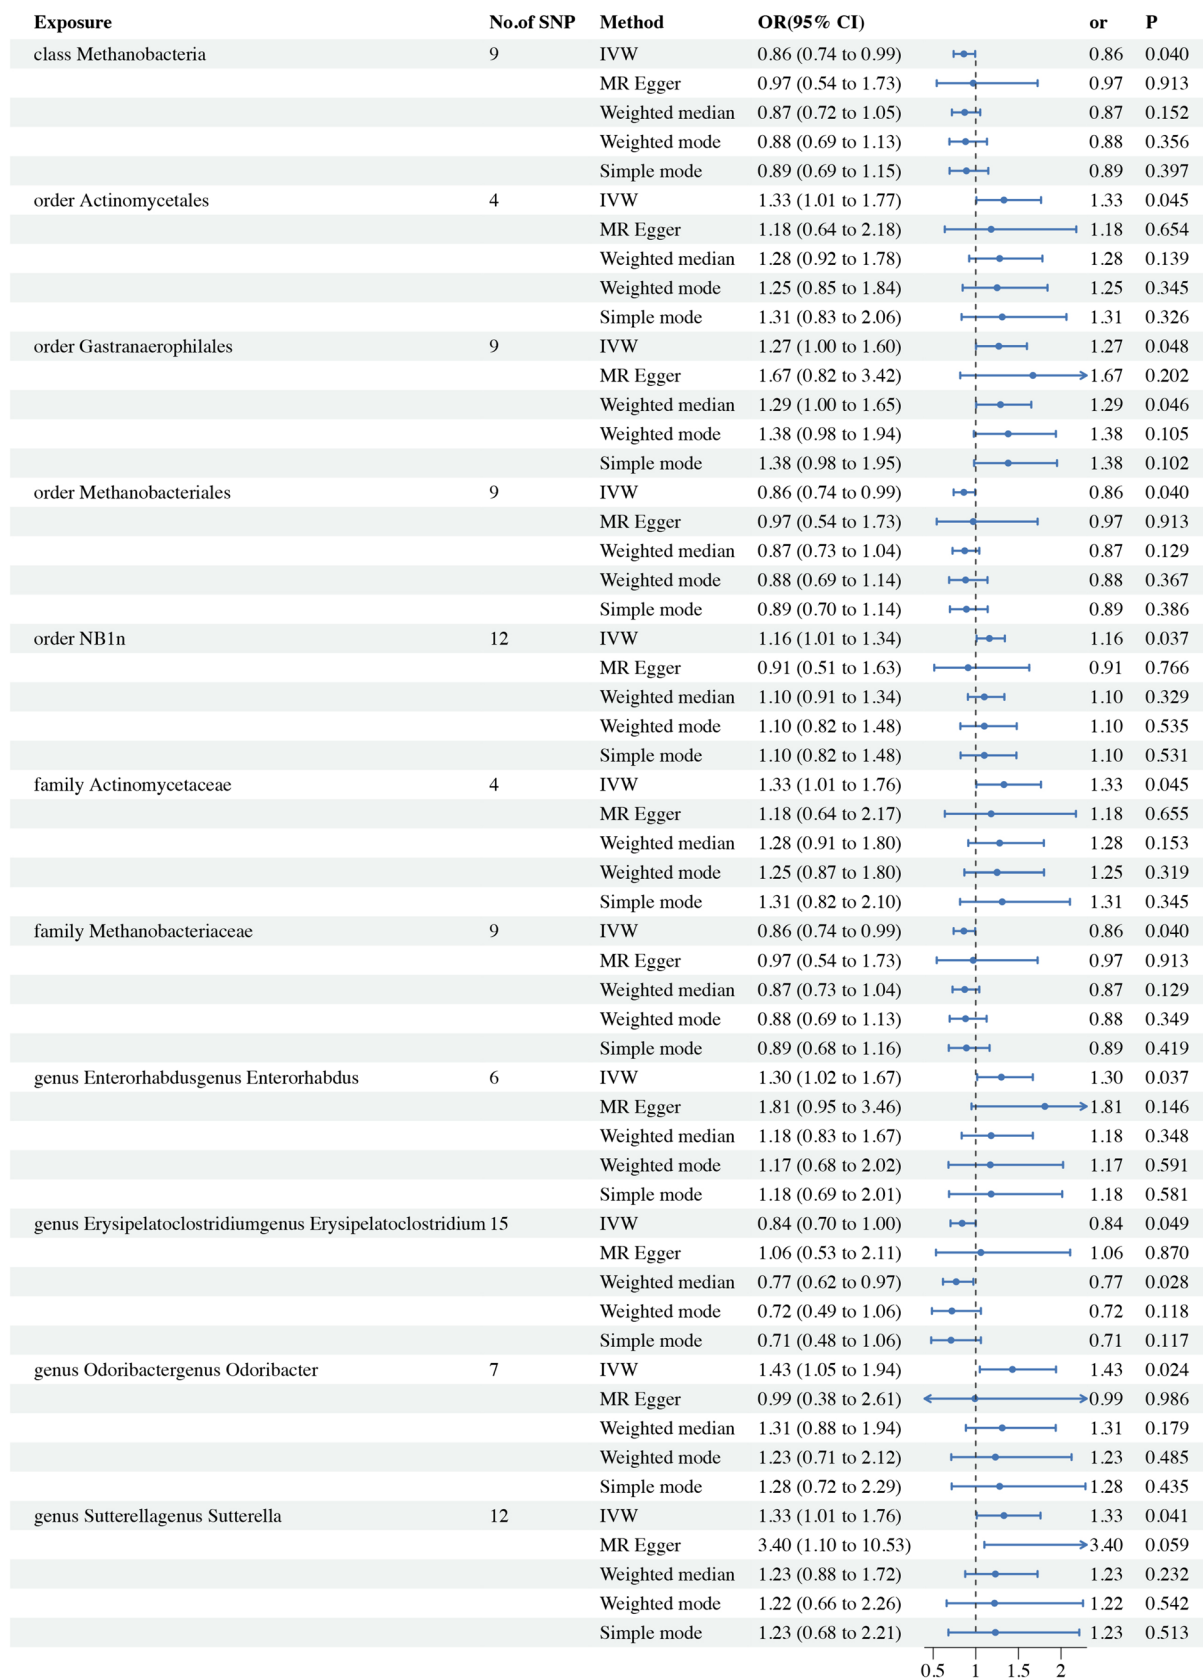 Exposure No.of SNP Method OR(95% CI) or P
class Methanobacteria 9 IVW 0.86 (0.74 to 0.99) 0.86 0.040
MR Egger 0.97 (0.54 to 1.73) 0.97 0.913
Weighted median 0.87 (0.72 to 1.05) 0.87 0.152
Weighted mode 0.88 (0.69 to 1.13) 0.88 0.356
Simple mode 0.89 (0.69 to 1.15) 0.89 0.397
order Actinomycetales 4 IVW 1.33 (1.01 to 1.77) 1.33 0.045
MR Egger 1.18 (0.64 to 2.18) 1.18 0.654
Weighted median 1.28 (0.92 to 1.78) 1.28 0.139
Weighted mode 1.25 (0.85 to 1.84) 1.25 0.345
Simple mode 1.31 (0.83 to 2.06) 1.31 0.326
order Gastranaerophilales 9 IVW 1.27 (1.00 to 1.60) 1.27 0.048
MR Egger 1.67 (0.82 to 3.42) 1.67 0.202
Weighted median 1.29 (1.00 to 1.65) 1.29 0.046
Weighted mode 1.38 (0.98 to 1.94) 1.38 0.105
Simple mode 1.38 (0.98 to 1.95) 1.38 0.102
order Methanobacteriales 9 IVW 0.86 (0.74 to 0.99) 0.86 0.040
MR Egger 0.97 (0.54 to 1.73) 0.97 0.913
Weighted median 0.87 (0.73 to 1.04) 0.87 0.129
Weighted mode 0.88 (0.69 to 1.14) 0.88 0.367
Simple mode 0.89 (0.70 to 1.14) 0.89 0.386
order NB1n 12 IVW 1.16 (1.01 to 1.34) 1.16 0.037
MR Egger 0.91 (0.51 to 1.63) 0.91 0.766
Weighted median 1.10 (0.91 to 1.34) 1.10 0.329
Weighted mode 1.10 (0.82 to 1.48) 1.10 0.535
Simple mode 1.10 (0.82 to 1.48) 1.10 0.531
family Actinomycetaceae 4 IVW 1.33 (1.01 to 1.76) 1.33 0.045
MR Egger 1.18 (0.64 to 2.17) 1.18 0.655
Weighted median 1.28 (0.91 to 1.80) 1.28 0.153
Weighted mode 1.25 (0.87 to 1.80) 1.25 0.319
Simple mode 1.31 (0.82 to 2.10) 1.31 0.345
family Methanobacteriaceae 9 IVW 0.86 (0.74 to 0.99) 0.86 0.040
MR Egger 0.97 (0.54 to 1.73) 0.97 0.913
Weighted median 0.87 (0.73 to 1.04) 0.87 0.129
Weighted mode 0.88 (0.69 to 1.13) 0.88 0.349
Simple mode 0.89 (0.68 to 1.16) 0.89 0.419
genus Enterorhabdusgenus Enterorhabdus 6 IVW 1.30 (1.02 to 1.67) 1.30 0.037
MR Egger 1.81 (0.95 to 3.46) 1.81 0.146
Weighted median 1.18 (0.83 to 1.67) 1.18 0.348
Weighted mode 1.17 (0.68 to 2.02) 1.17 0.591
Simple mode 1.18 (0.69 to 2.01) 1.18 0.581
genus Erysipelatoclostridiumgenus Erysipelatoclostridium 15 IVW 0.84 (0.70 to 1.00) 0.84 0.049
MR Egger 1.06 (0.53 to 2.11) 1.06 0.870
Weighted median 0.77 (0.62 to 0.97) 0.77 0.028
Weighted mode 0.72 (0.49 to 1.06) 0.72 0.118
Simple mode 0.71 (0.48 to 1.06) 0.71 0.117
genus Odoribactergenus Odoribacter 7 IVW 1.43 (1.05 to 1.94) 1.43 0.024
MR Egger 0.99 (0.38 to 2.61) 0.99 0.986
Weighted median 1.31 (0.88 to 1.94) 1.31 0.179
Weighted mode 1.23 (0.71 to 2.12) 1.23 0.485
Simple mode 1.28 (0.72 to 2.29) 1.28 0.435
genus Sutterellagenus Sutterella 12 IVW 1.33 (1.01 to 1.76) 1.33 0.041
MR Egger 3.40 (1.10 to 10.53) 3.40 0.059
Weighted median 1.23 (0.88 to 1.72) 1.23 0.232
Weighted mode 1.22 (0.66 to 2.26) 1.22 0.542
Simple mode 1.23 (0.68 to 2.21) 1.23 0.513
0.5 1 1.5 2